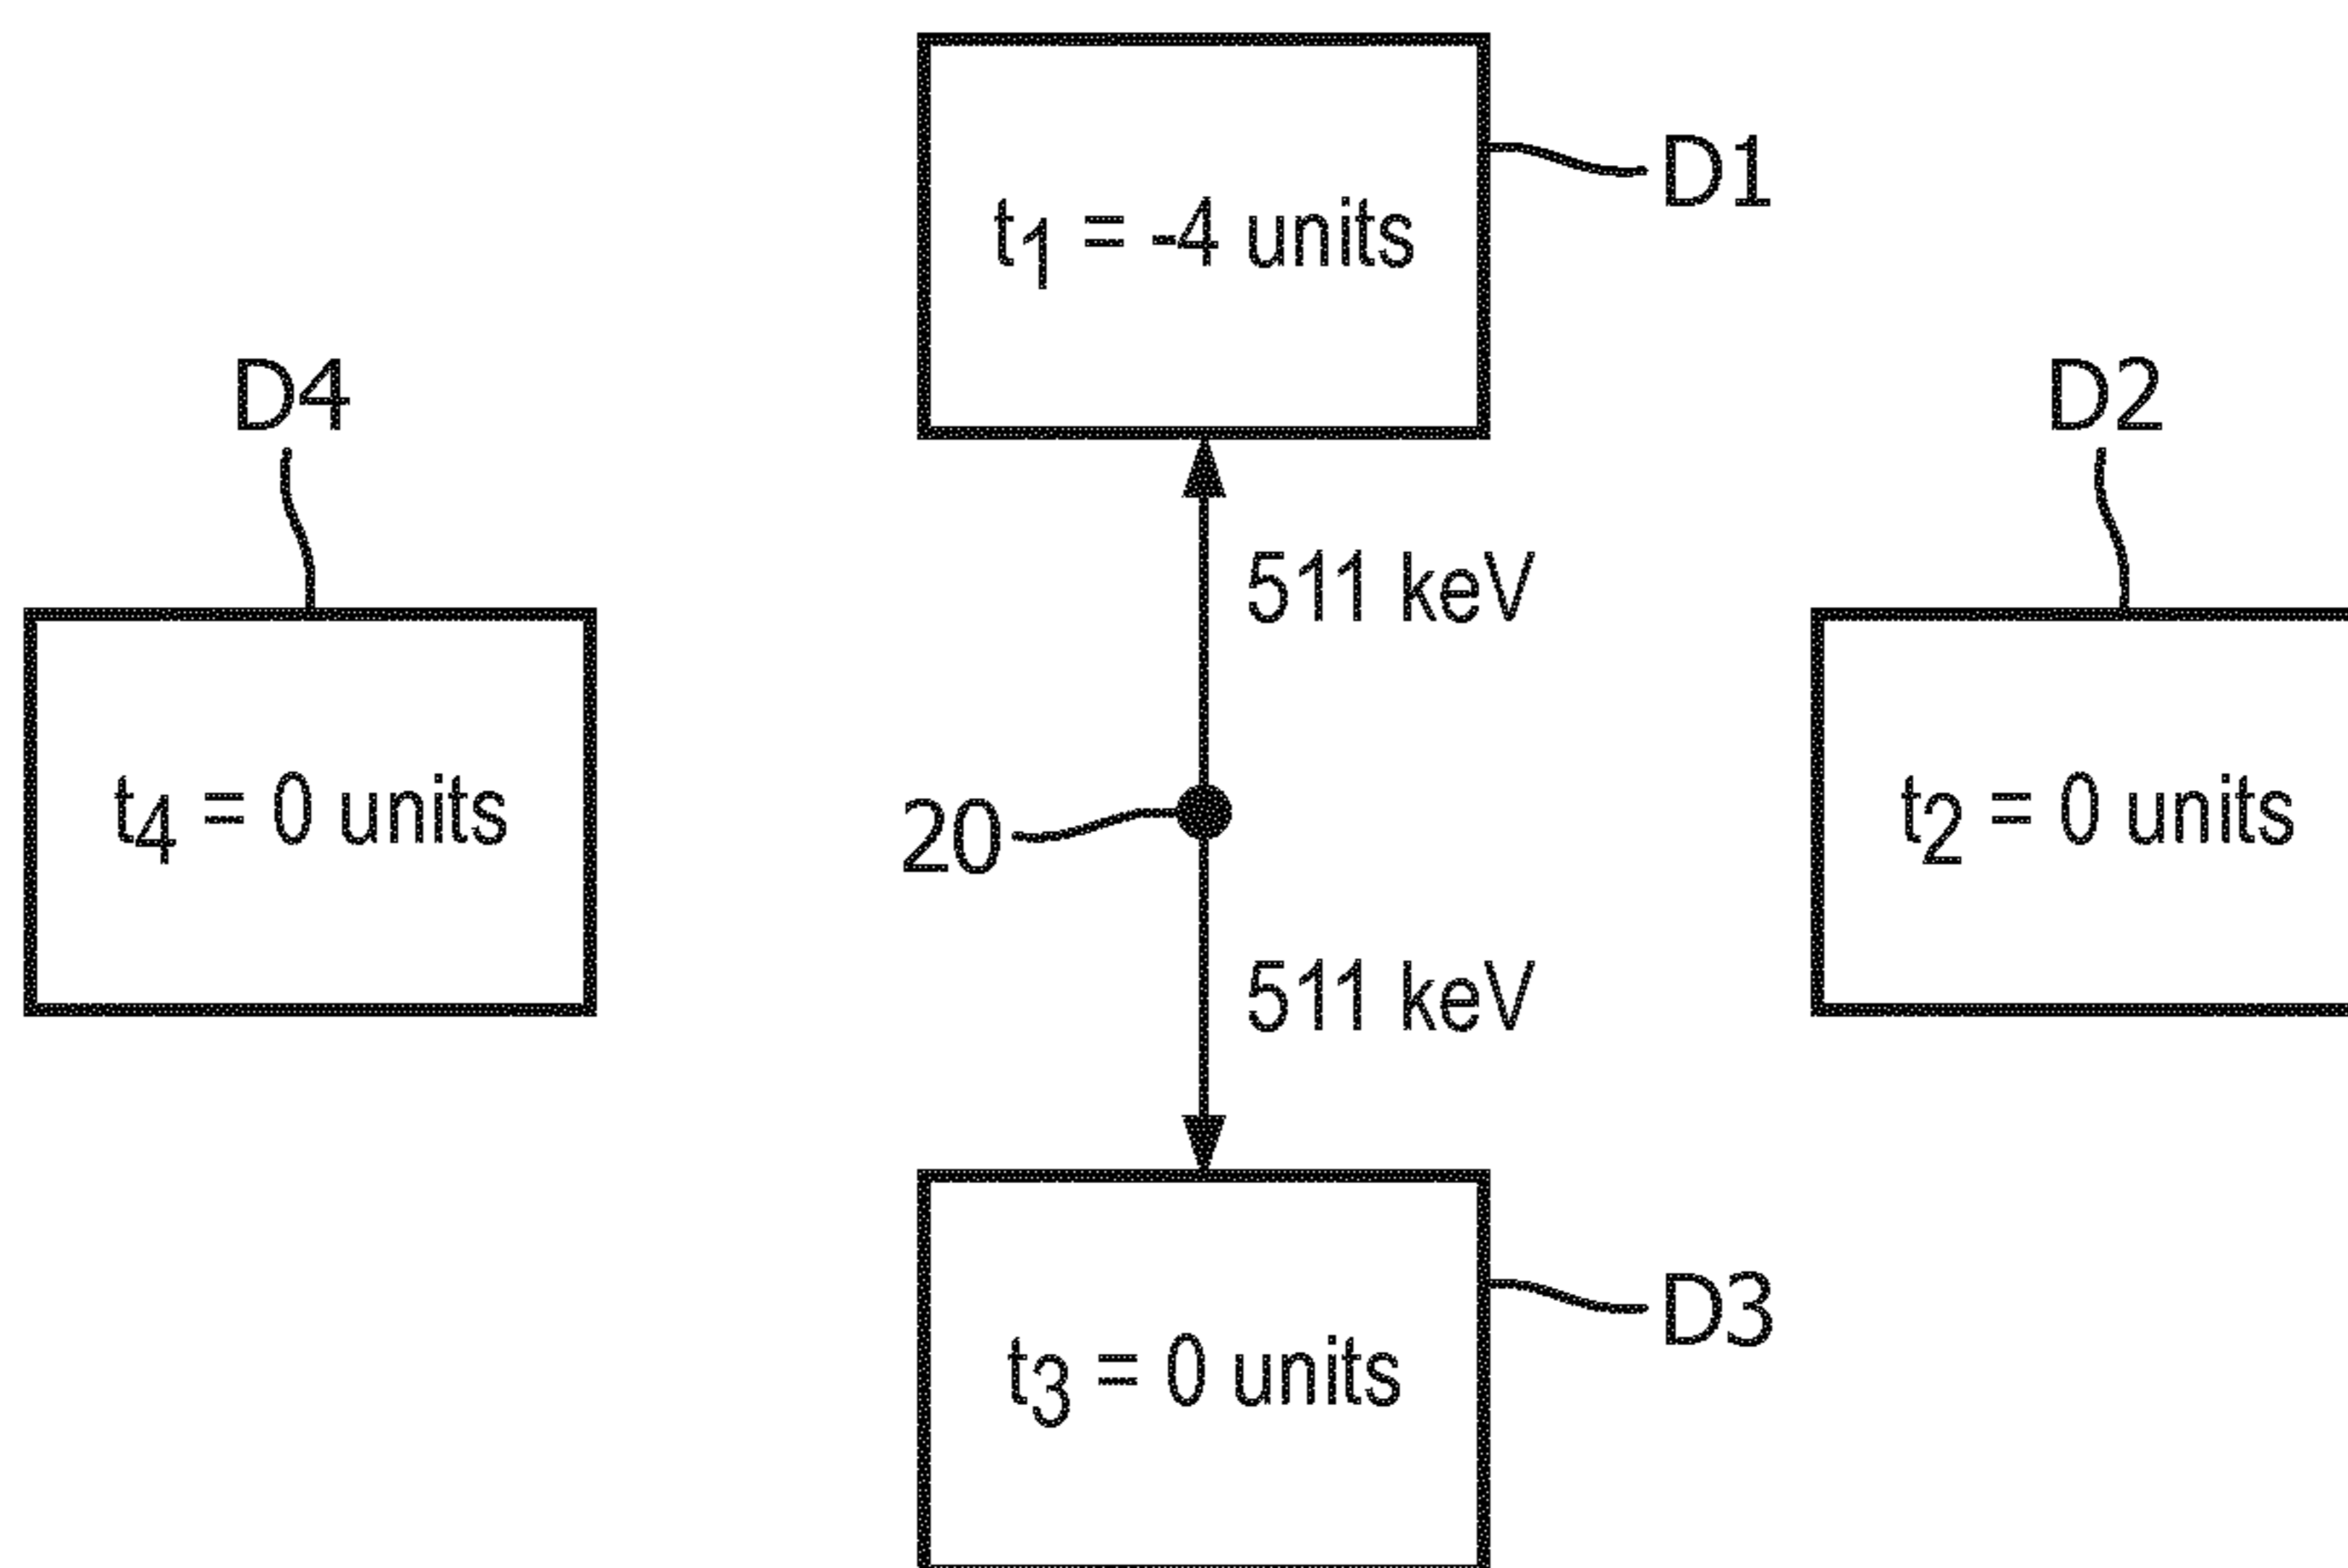 D1
t₁ = -4 units
D4
D2
511 keV
t₄ = 0 units
20
t₂ = 0 units
511 keV
D3
t₃ = 0 units